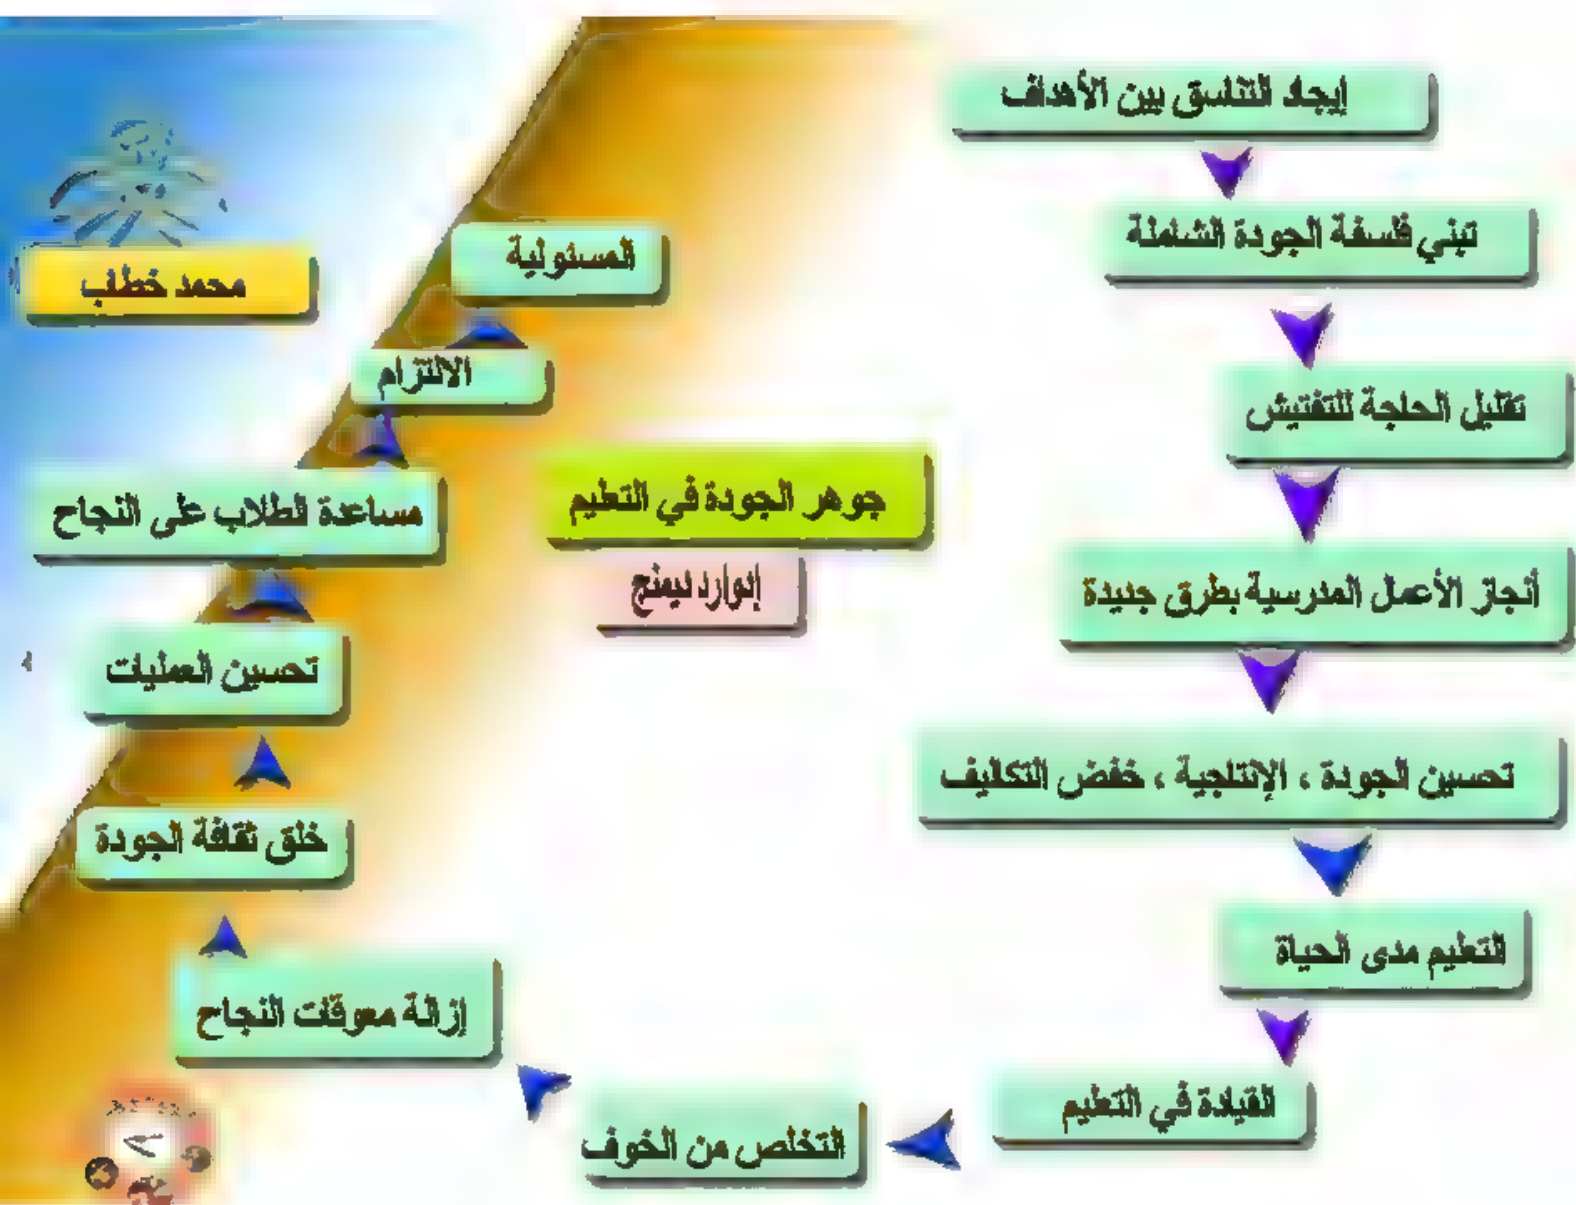 إيجاد التناسق بين الأهداف
تبني فلسفة الجودة الشاملة
تقليل الحاجة للتفتيش
أنجاز الأعمال المدرسية بطرق جديدة
تحسين الجودة ، الإنتاجية ، خفض التكاليف
التعليم مدى الحياة
القيادة في التعليم
التخلص من الخوف
إزالة معوقات النجاح
خلق ثقافة الجودة
تحسين العمليات
مساعدة الطلاب على النجاح
الالتزام
المسئولية
جوهر الجودة في التعليم
إدوارد ديمنج
محمد خطاب